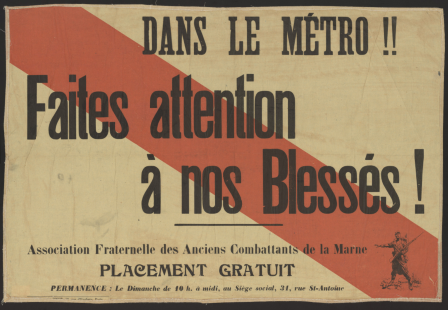 DANS LE MÉTRO !!
Faites attention
à nos Blessés !
Association Fraternelle des Anciens Combattants de la Marne
PLACEMENT GRATUIT
PERMANENCE : Le Dimanche de 10 h. à midi, au Siège social, 31, rue St-Antoine